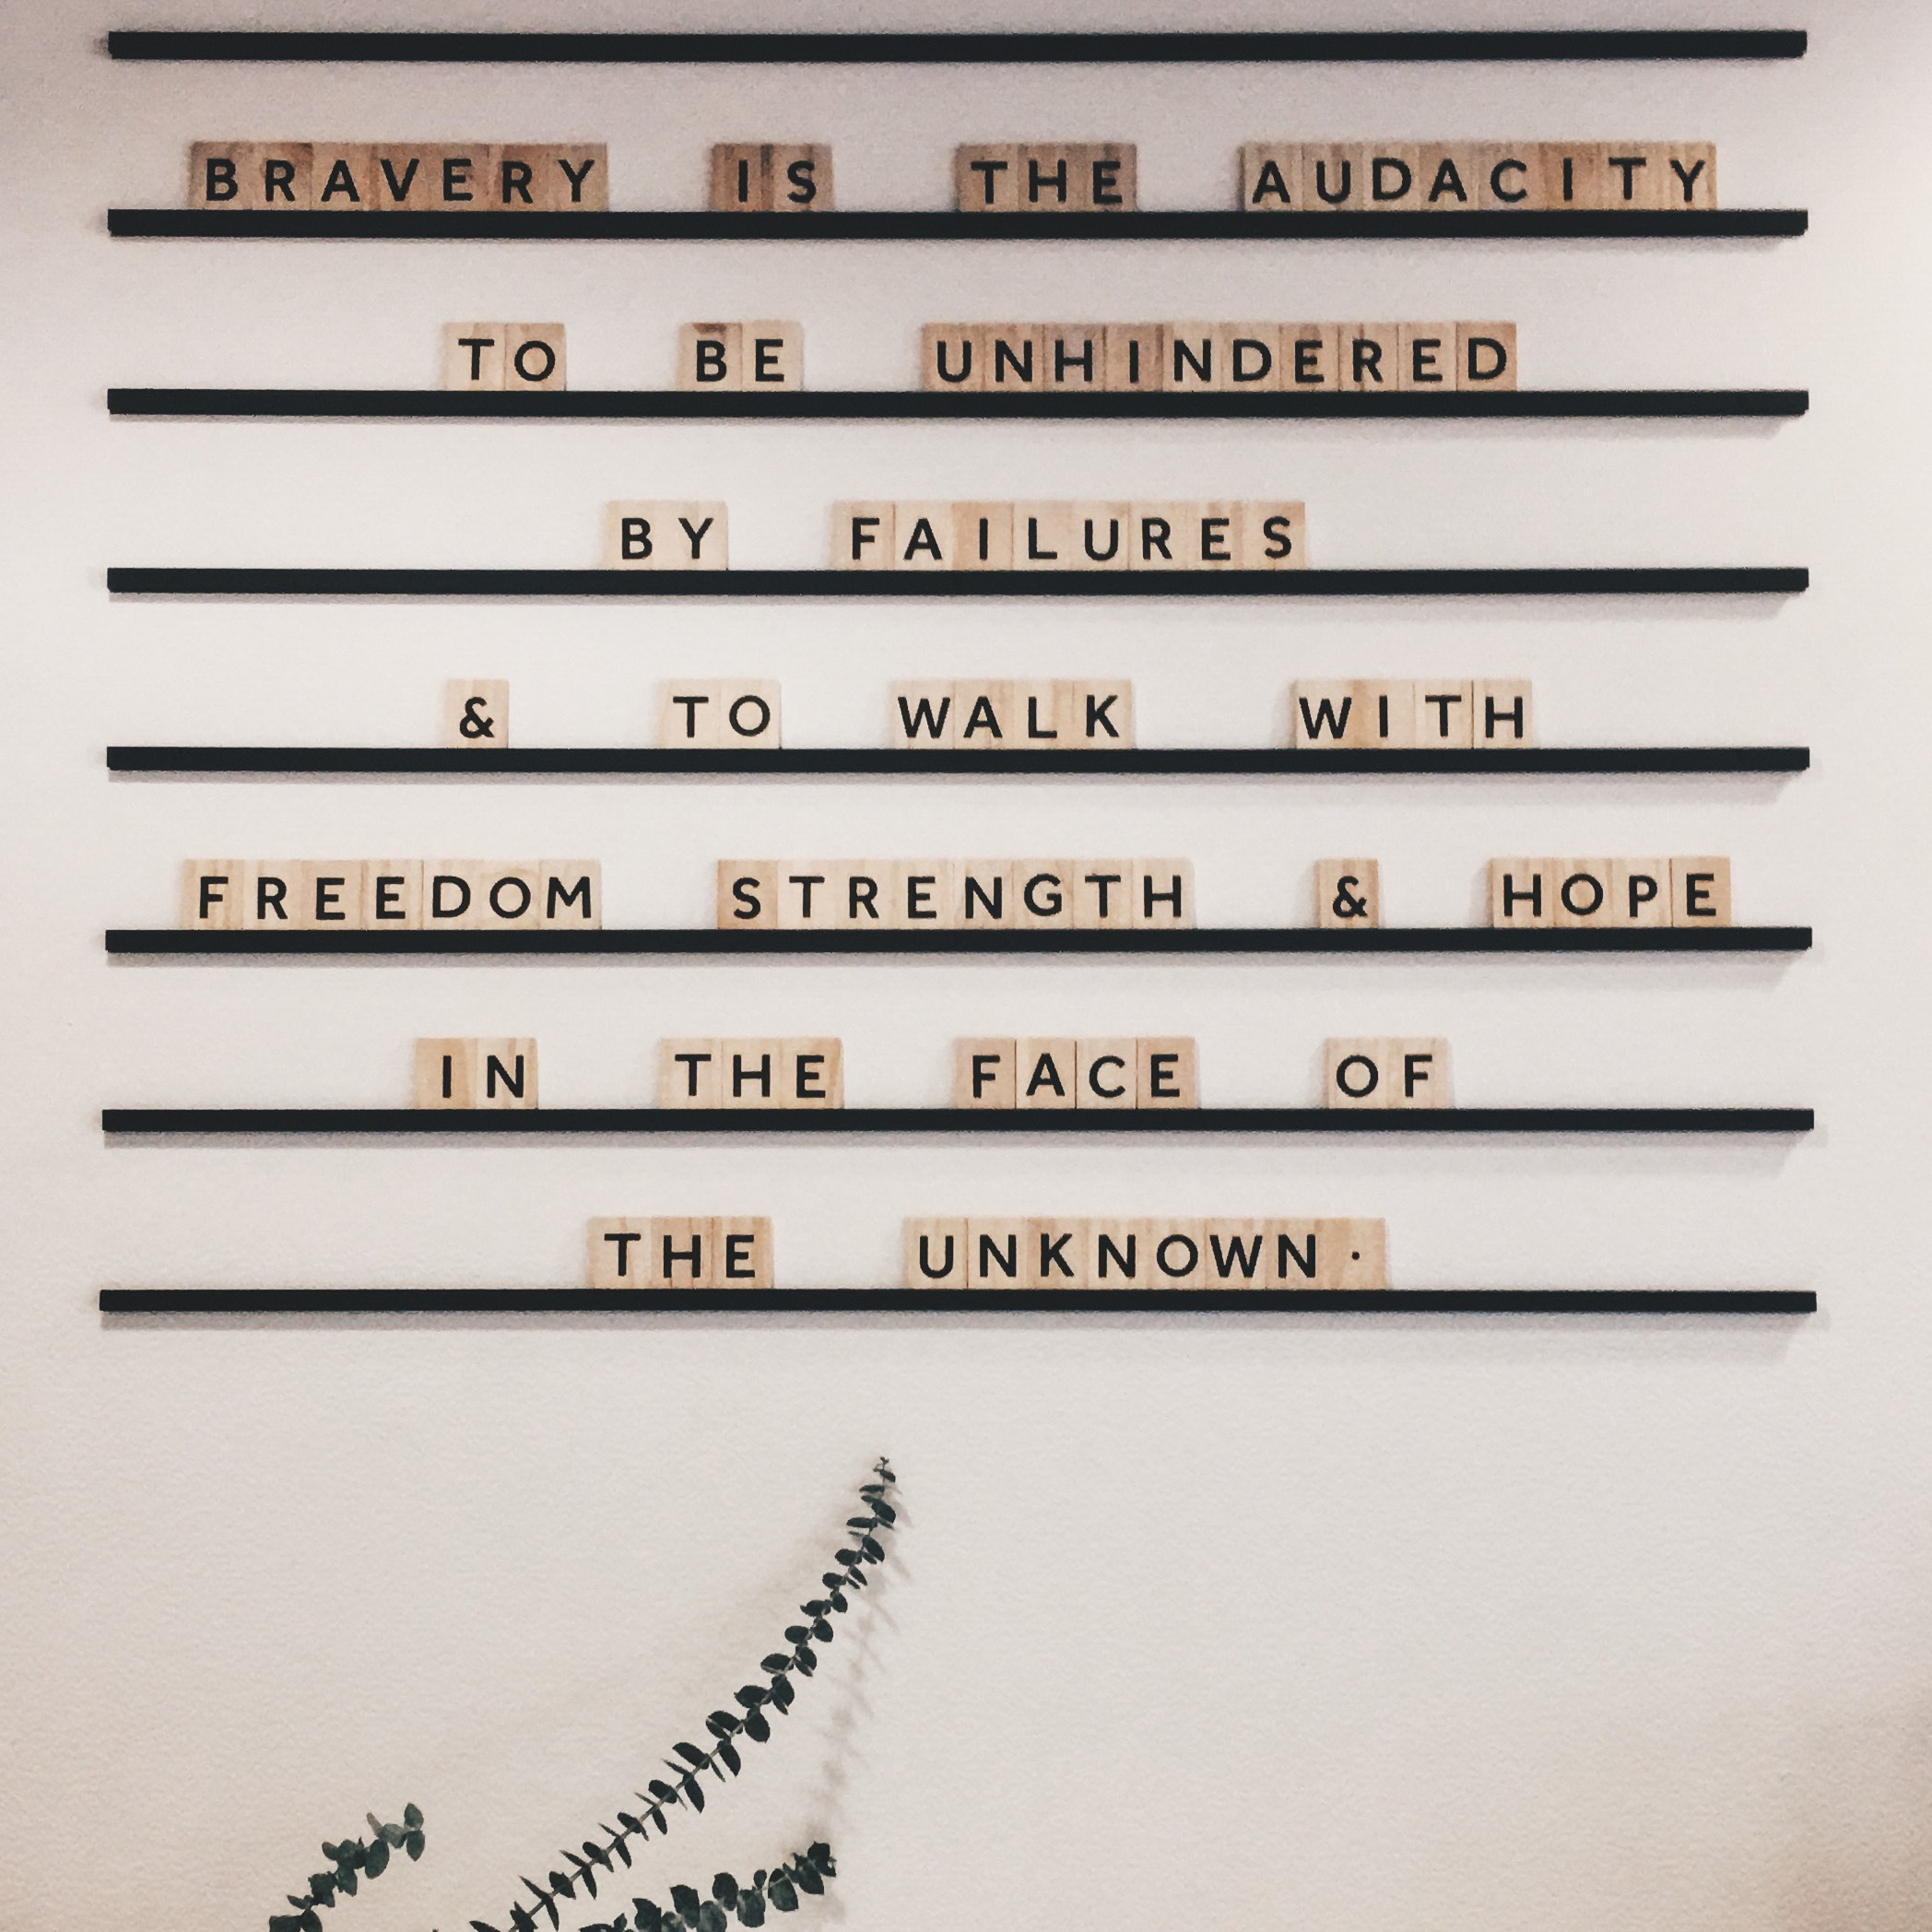 BRAVERY IS THE AUDACITY
TO BE UNHINDERED
BY FAILURES
& TO WALK WITH
FREEDOM STRENGTH & HOPE
IN THE FACE OF
THE UNKNOWN·